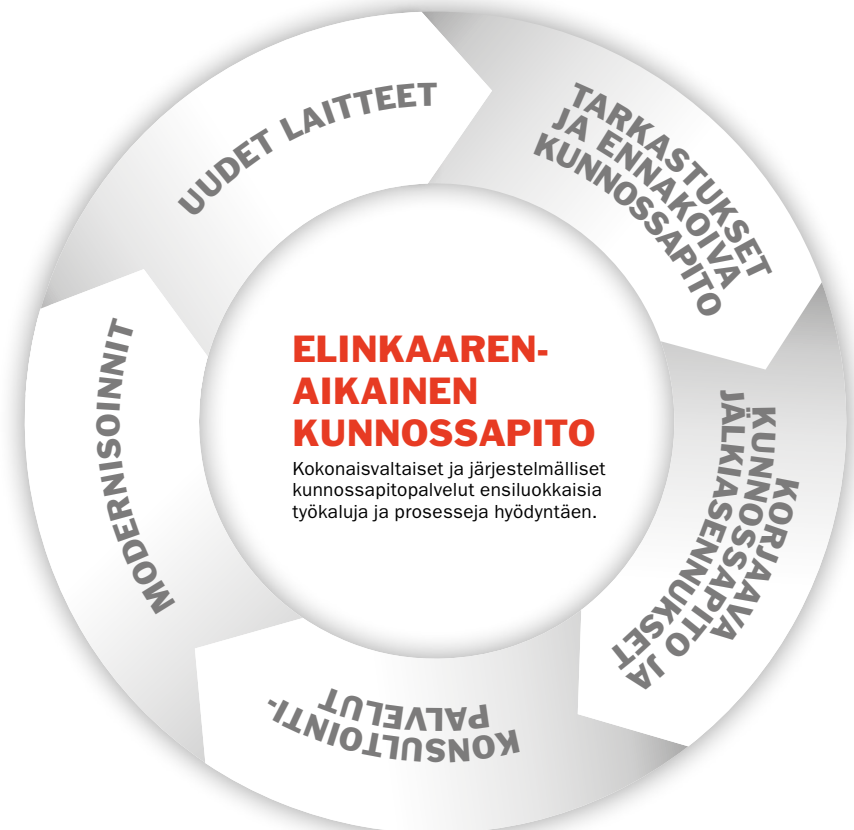 UUDET LAITTEET
TARKASTUKSET
JA ENNAKOIVA
KUNNOSSAPITO
KORJAAVA
KUNNOSSAPITO JA
JÄLKIASENNUKSET
KONSULTOINTI-
PALVELUT
MODERNISOINNIT
ELINKAAREN-
AIKAINEN
KUNNOSSAPITO
Kokonaisvaltaiset ja järjestelmälliset
kunnossapitopalvelut ensiluokkaisia
työkaluja ja prosesseja hyödyntäen.